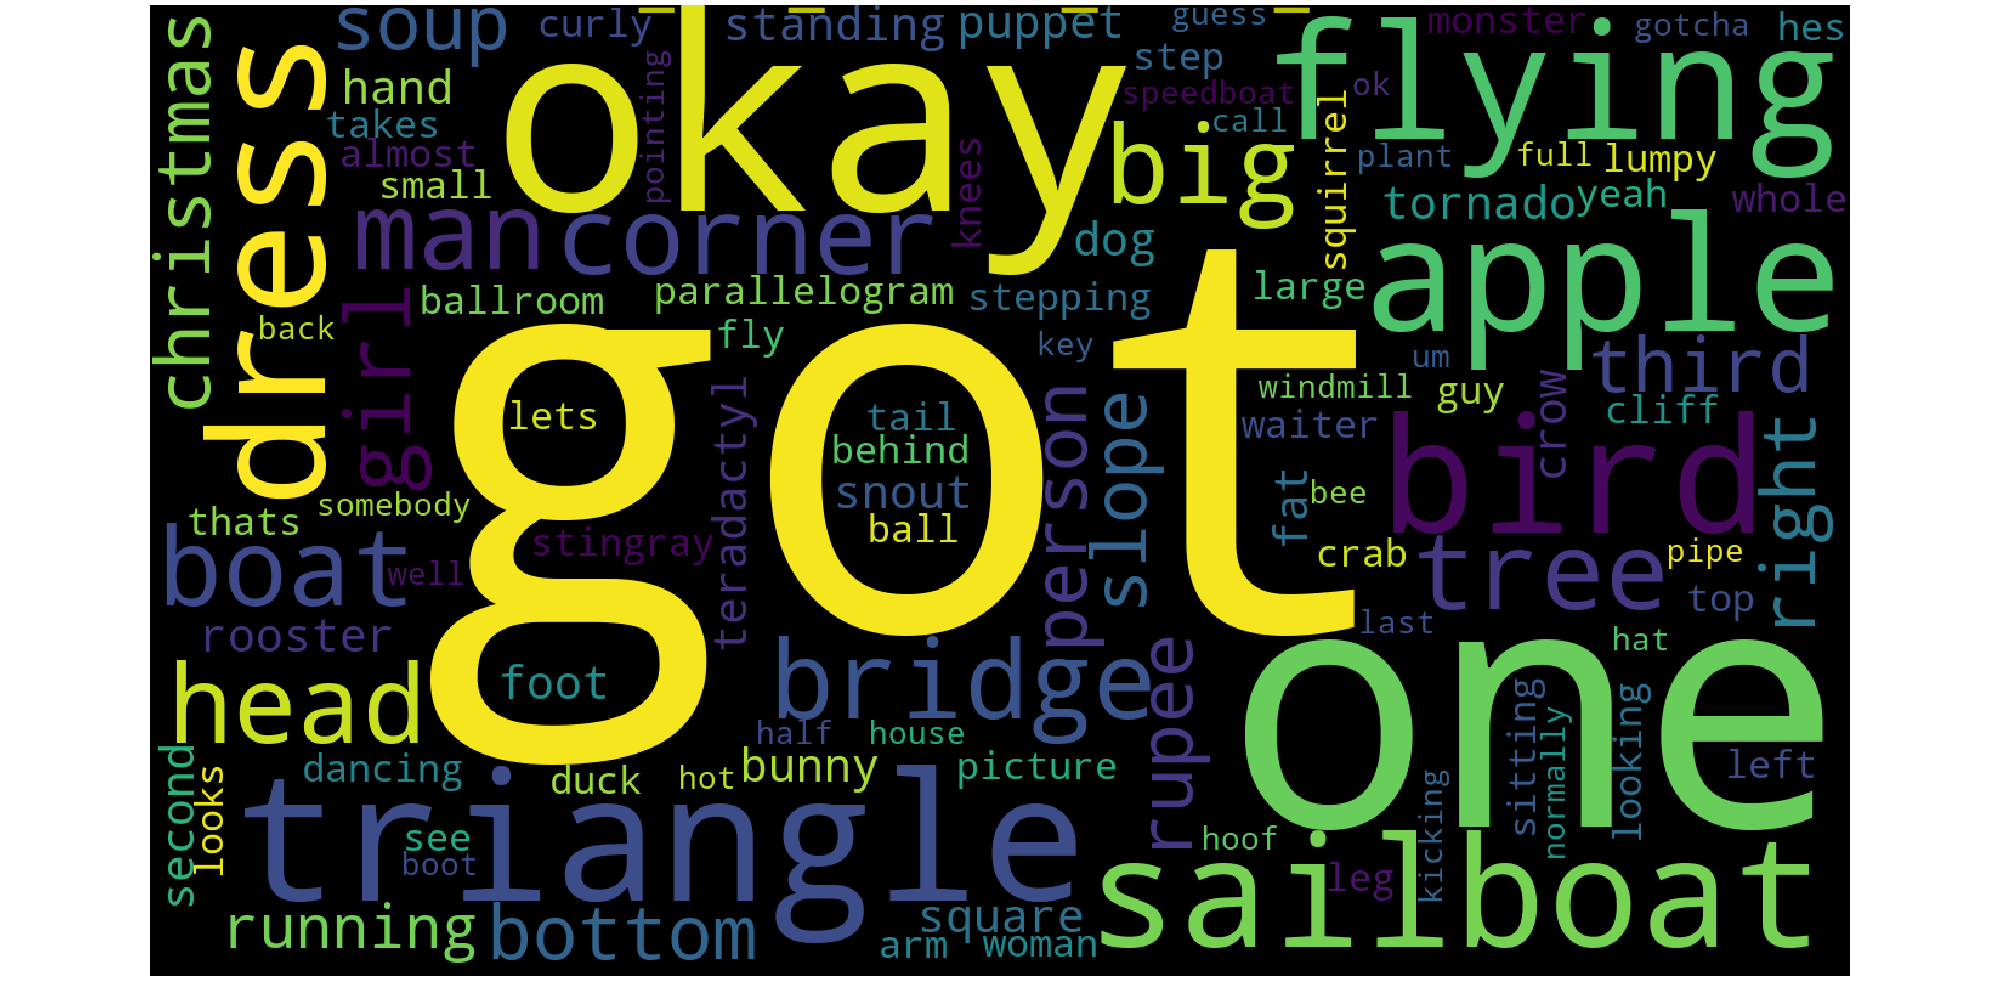 soup
curly
standing
puppet
guess
monster
gotcha
hes
christmas
dress
hand
okay
pointing
step
flying
speedboat
ok
takes
call
squirrel
almost
big
plant
full
lumpy
small
knees
tornado
yeah
whole
man
corner
dog
girl
ballroom
parallelogram
stepping
large
apple
back
fly
key
um
third
got
lets
teradactyl
tail
person
slope
windmill
guy
crow
cliff
waiter
behind
bird
right
somebody
snout
fat
bee
thats
ball
boat
stingray
crab
tree
pipe
well
top
rooster
last
hat
head
foot
bridge
rupee
one
second
looks
half
house
sitting
normally
looking
dancing
duck
hot
bunny
picture
left
triangle
see
boot
hoof
kicking
leg
sailboat
running
bottom
square
arm
woman